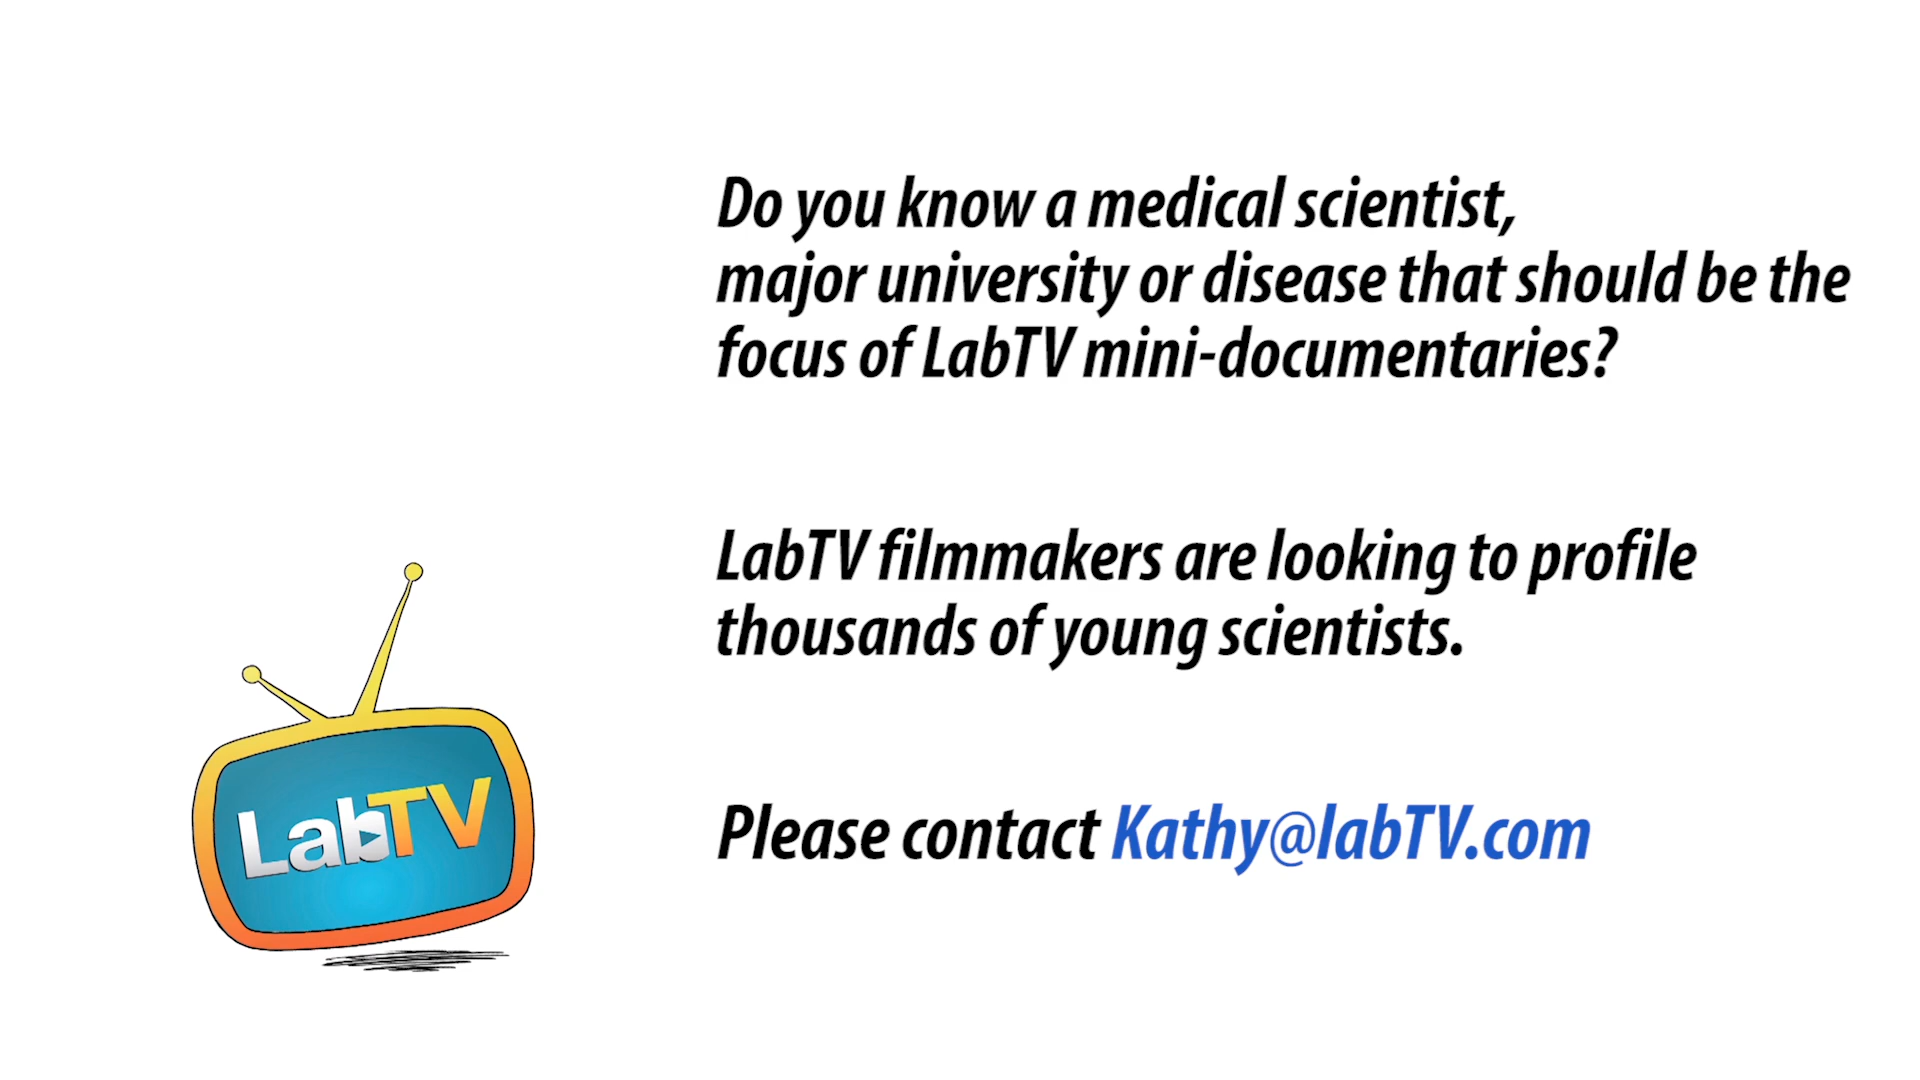 Do you know a medical scientist,
major university or disease that should be the
focus of LabTV mini-documentaries?
LabTV filmmakers are looking to profile
thousands of young scientists.
Please contact Kathy@labTV.com
LabTV